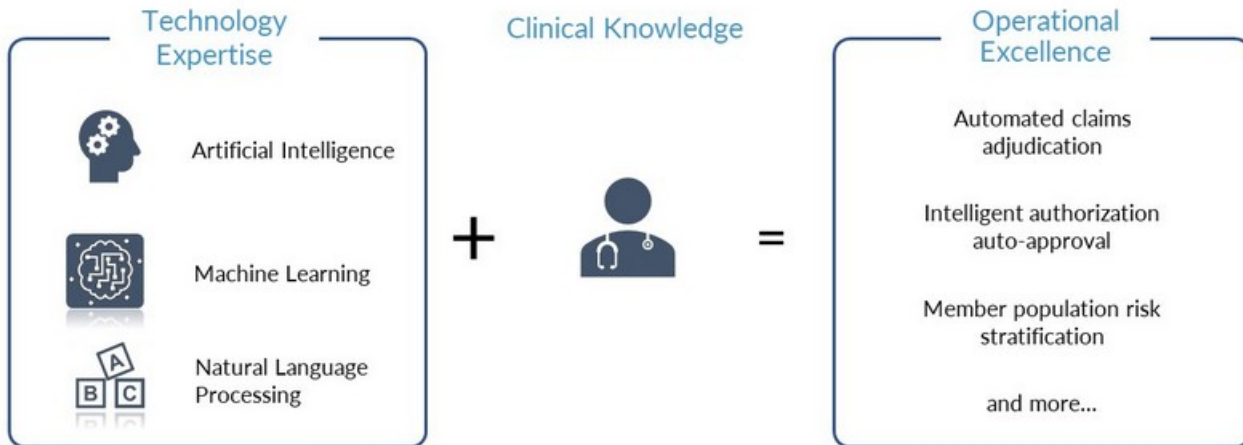 Technology
Expertise
Artificial Intelligence
Machine Learning
A
B C
Natural Language
Processing
+
Clinical Knowledge
=
Operational
Excellence
Automated claims
adjudication
Intelligent authorization
auto-approval
Member population risk
stratification
and more...